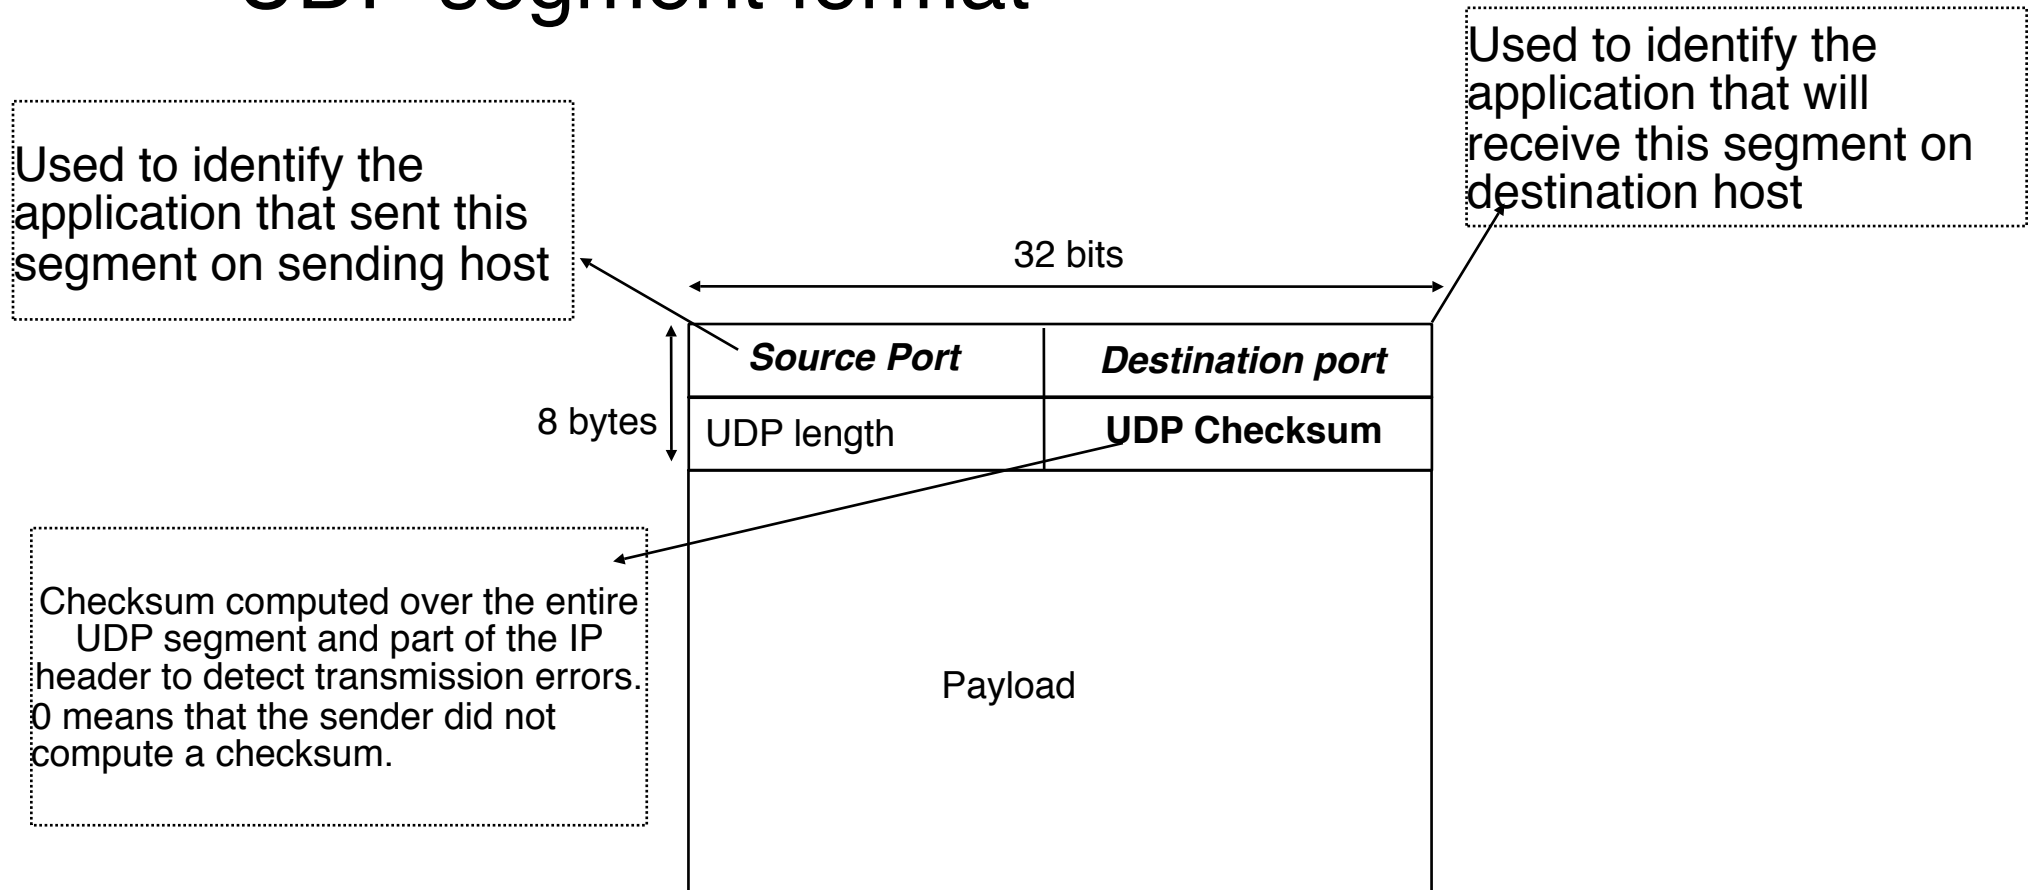 UDP segment format
Used to identify the
application that will
receive this segment on
destination host
Used to identify the
application that sent this
segment on sending host
32 bits
Source Port
Destination port
8 bytes
UDP length
UDP Checksum
Checksum computed over the entire
UDP segment and part of the IP
header to detect transmission errors.
0 means that the sender did not
compute a checksum.
Payload